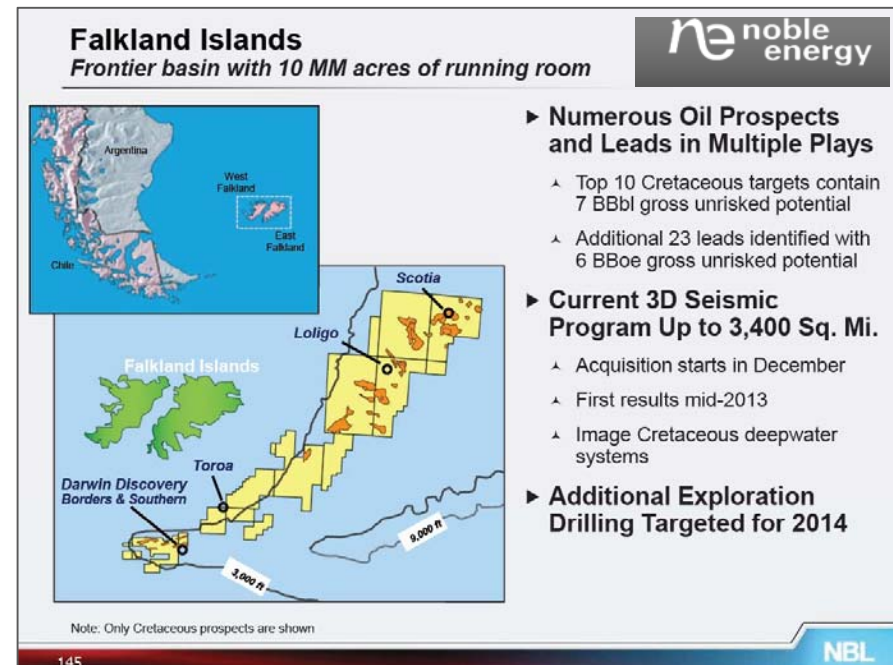 Falkland Islands
Frontier basin with 10 MM acres of running room
noble
energy
Argentina
West
Falkland
East
Falkland
Chile
Scotia
Loligo
Falkland Islands
Toroa
Darwin Discovery
Borders & Southern
9,000 ft
3,000 ft
Numerous Oil Prospects
and Leads in Multiple Plays
Top 10 Cretaceous targets contain
7 BBbl gross unrisked potential
Additional 23 leads identified with
6 BBoe gross unrisked potential
Current 3D Seismic
Program Up to 3,400 Sq. Mi.
Acquisition starts in December
First results mid-2013
Image Cretaceous deepwater
systems
Additional Exploration
Drilling Targeted for 2014
Note: Only Cretaceous prospects are shown
145
NBL